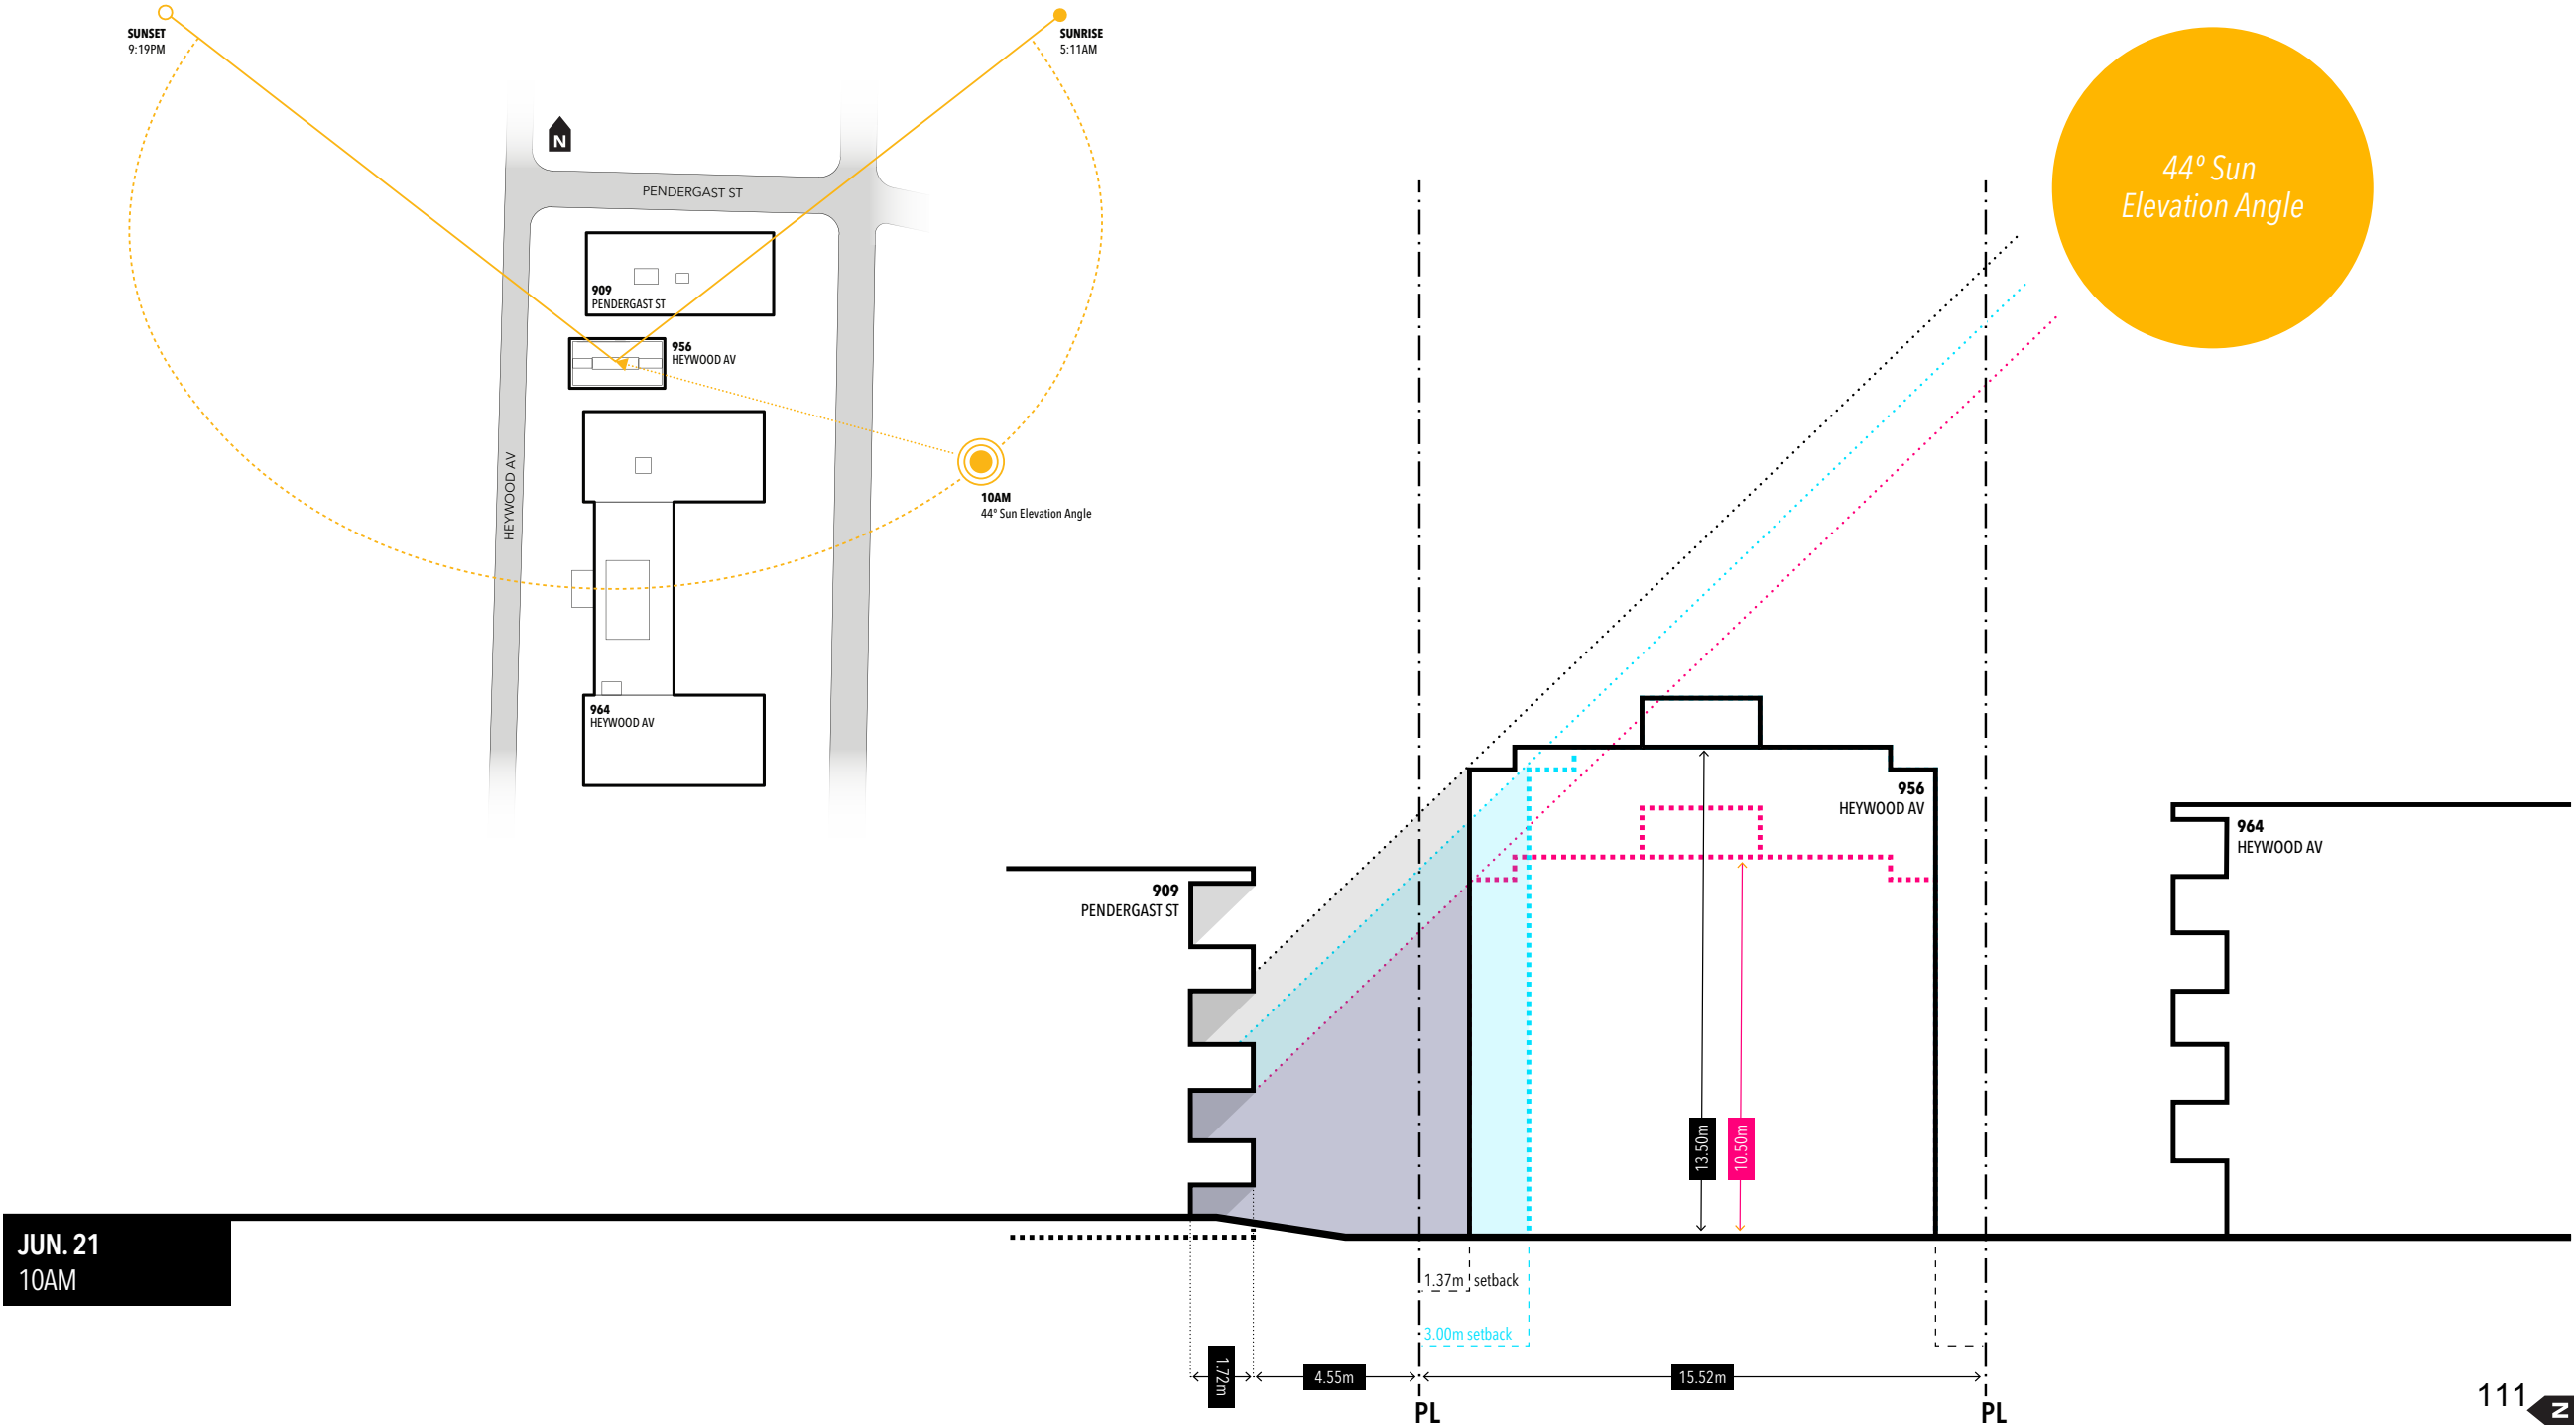 SUNSET
9:19PM
SUNRISE
5:11AM
N
PENDERGAST ST
909
PENDERGAST ST
956
HEYWOOD AV
HEYWOOD AV
10AM
44º Sun Elevation Angle
964
HEYWOOD AV
44º Sun
Elevation Angle
956
HEYWOOD AV
964
HEYWOOD AV
909
PENDERGAST ST
13.50m
10.50m
JUN. 21
10AM
1.37m setback
3.00m setback
1.72m
4.55m
15.52m
PL
PL
111
N